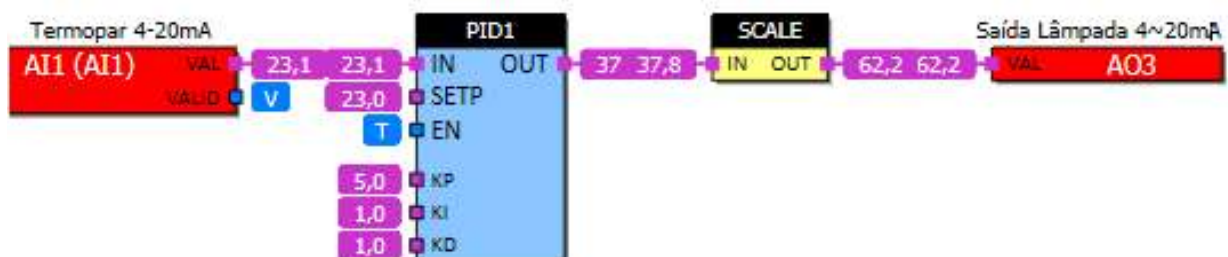 Termopar 4-20mA PID1 SCALE Saída Lâmpada 4~20mA
AI1 (AI1) VAL 23,1 23,1 IN OUT 37 37,8 IN OUT 62,2 62,2 VAL AO3
VALID V 23,0 SETP
T EN
5,0 KP
1,0 KI
1,0 KD